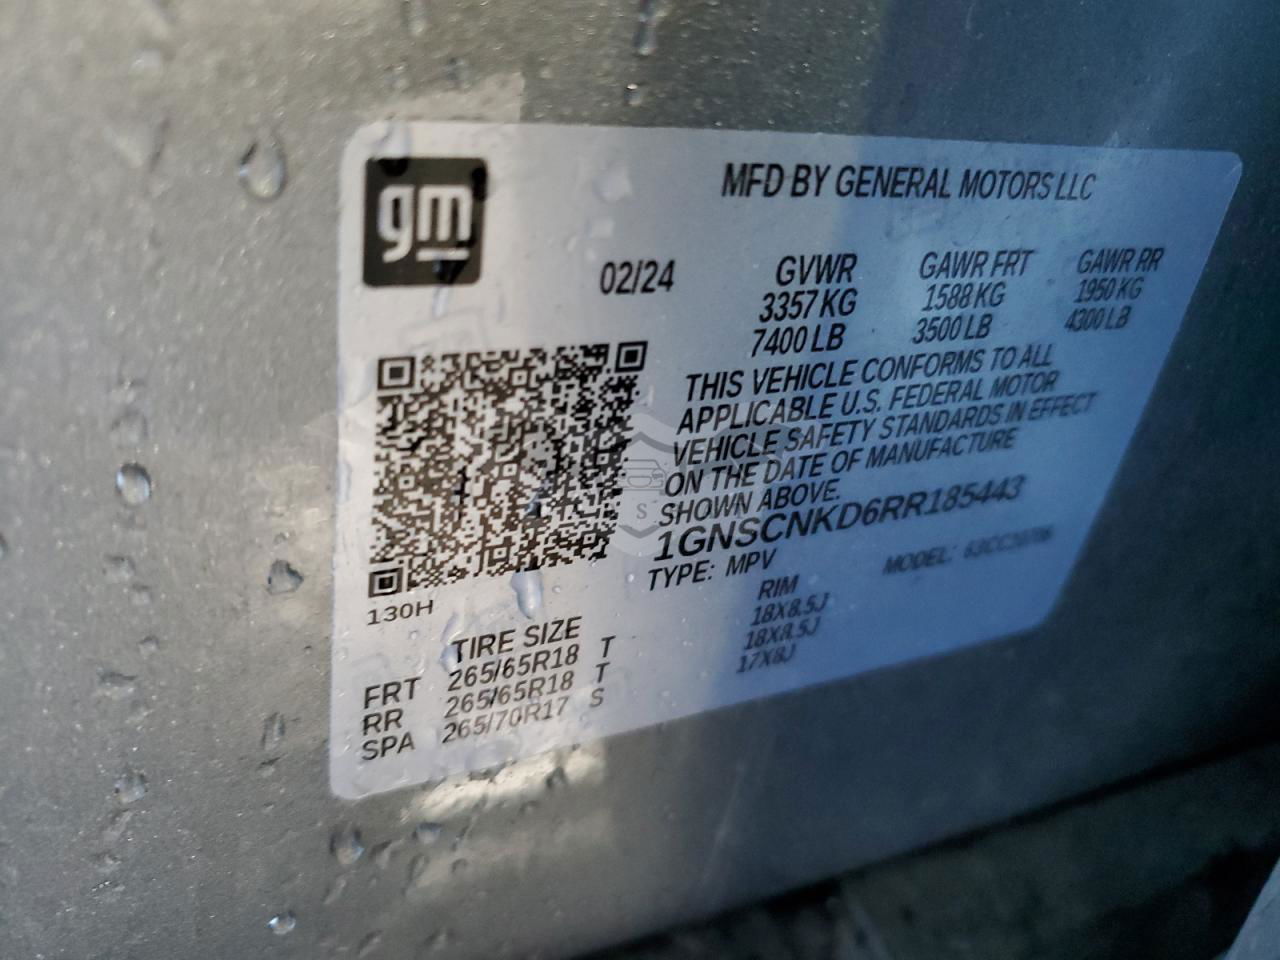 gm
MFD BY GENERAL MOTORS LLC
02/24
GVWR GAWR FRT GAWR RR
3357 KG 1588 KG 1950 KG
7400 LB 3500 LB 4300 LB
THIS VEHICLE CONFORMS TO ALL
APPLICABLE U.S. FEDERAL MOTOR
VEHICLE SAFETY STANDARDS IN EFFECT
ON THE DATE OF MANUFACTURE
SHOWN ABOVE.
1GNSCNKD6RR185443
TYPE: MPV MODEL:
130H
TIRE SIZE RIM
FRT 265/65R18 T 18X8.5J
RR 265/65R18 T 18X8.5J
SPA 265/70R17 S 17X8J
S